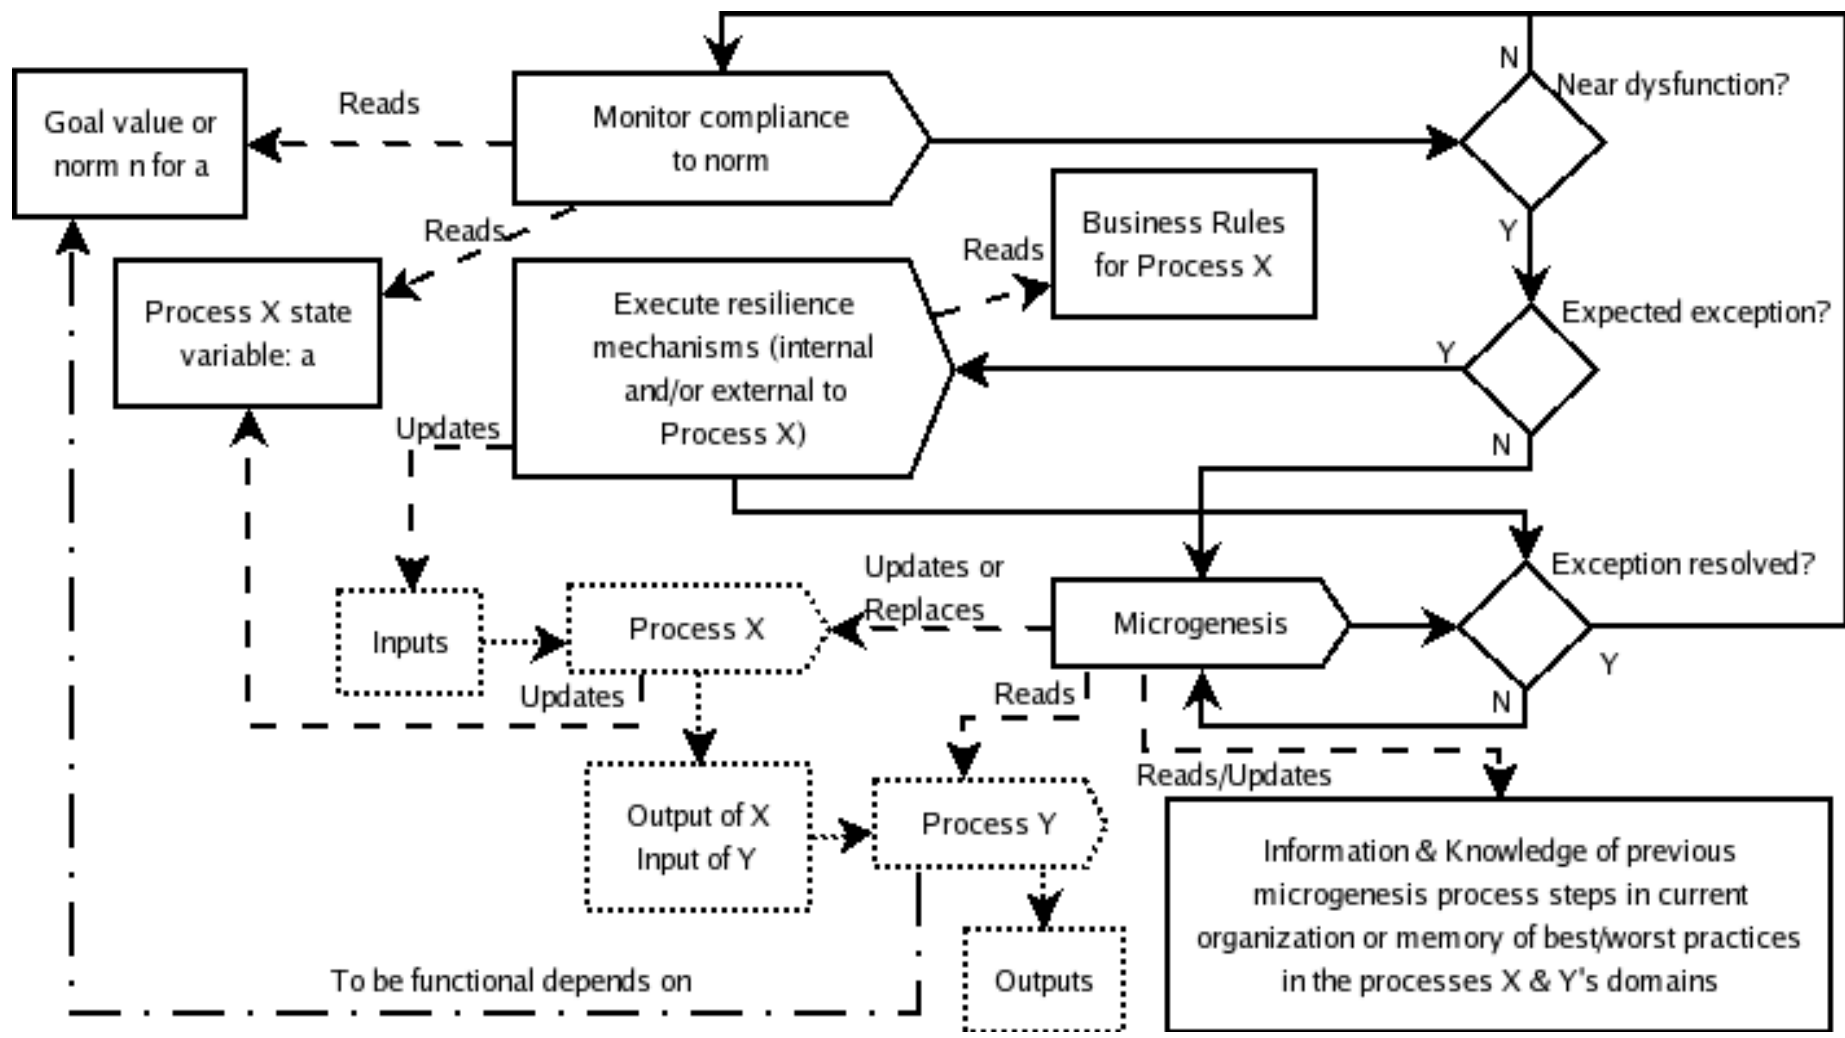 N
Near dysfunction?
Reads
Goal value or
norm n for a
Monitor compliance
to norm
Y
Reads
Business Rules
for Process X
Reads
Process X state
variable: a
Execute resilience
mechanisms (internal
and/or external to
Process X)
Expected exception?
Y
N
Updates
Updates or
Replaces
Exception resolved?
Inputs
Process X
Microgenesis
Y
N
Updates
Reads
Reads/Updates
Output of X
Input of Y
Process Y
Information & Knowledge of previous
microgenesis process steps in current
organization or memory of best/worst practices
in the processes X & Y's domains
To be functional depends on
Outputs